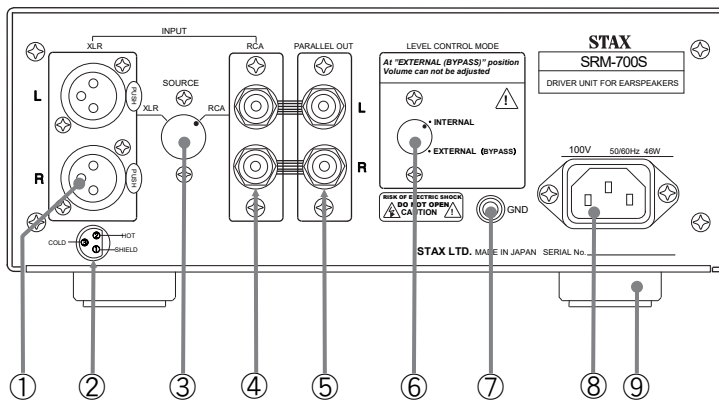 INPUT
XLR
RCA
PARALLEL OUT
LEVEL CONTROL MODE
At "EXTERNAL (BYPASS)" position
Volume can not be adjusted
STAX
SRM-700S
DRIVER UNIT FOR EARSPEAKERS
L
PUSH
SOURCE
XLR
RCA
L
• INTERNAL
• EXTERNAL (BYPASS)
R
PUSH
R
100V 50/60Hz 46W
RISK OF ELECTRIC SHOCK
DO NOT OPEN
CAUTION
GND
COLD
HOT
SHIELD
② 
③
①
STAX LTD. MADE IN JAPAN SERIAL No.
① ② ③ ④ ⑤ ⑥ ⑦ ⑧ ⑨